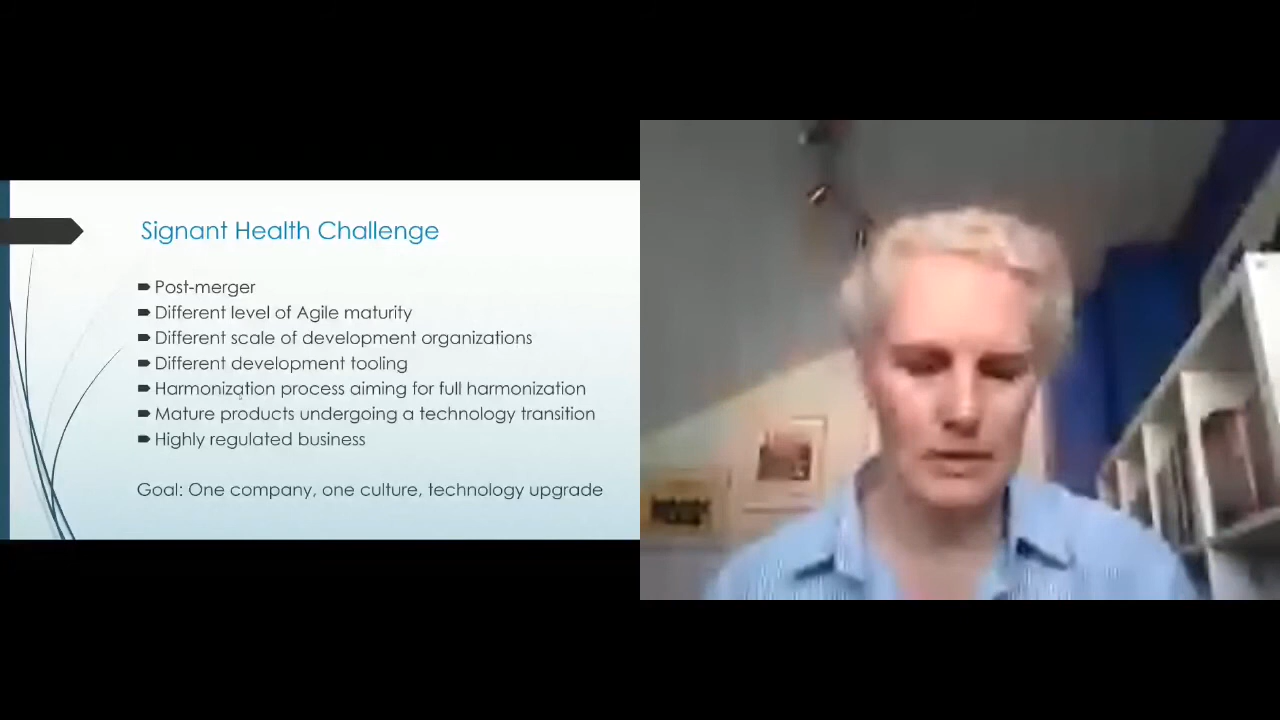 Signant Health Challenge
Post-merger
Different level of Agile maturity
Different scale of development organizations
Different development tooling
Harmonization process aiming for full harmonization
Mature products undergoing a technology transition
Highly regulated business
Goal: One company, one culture, technology upgrade